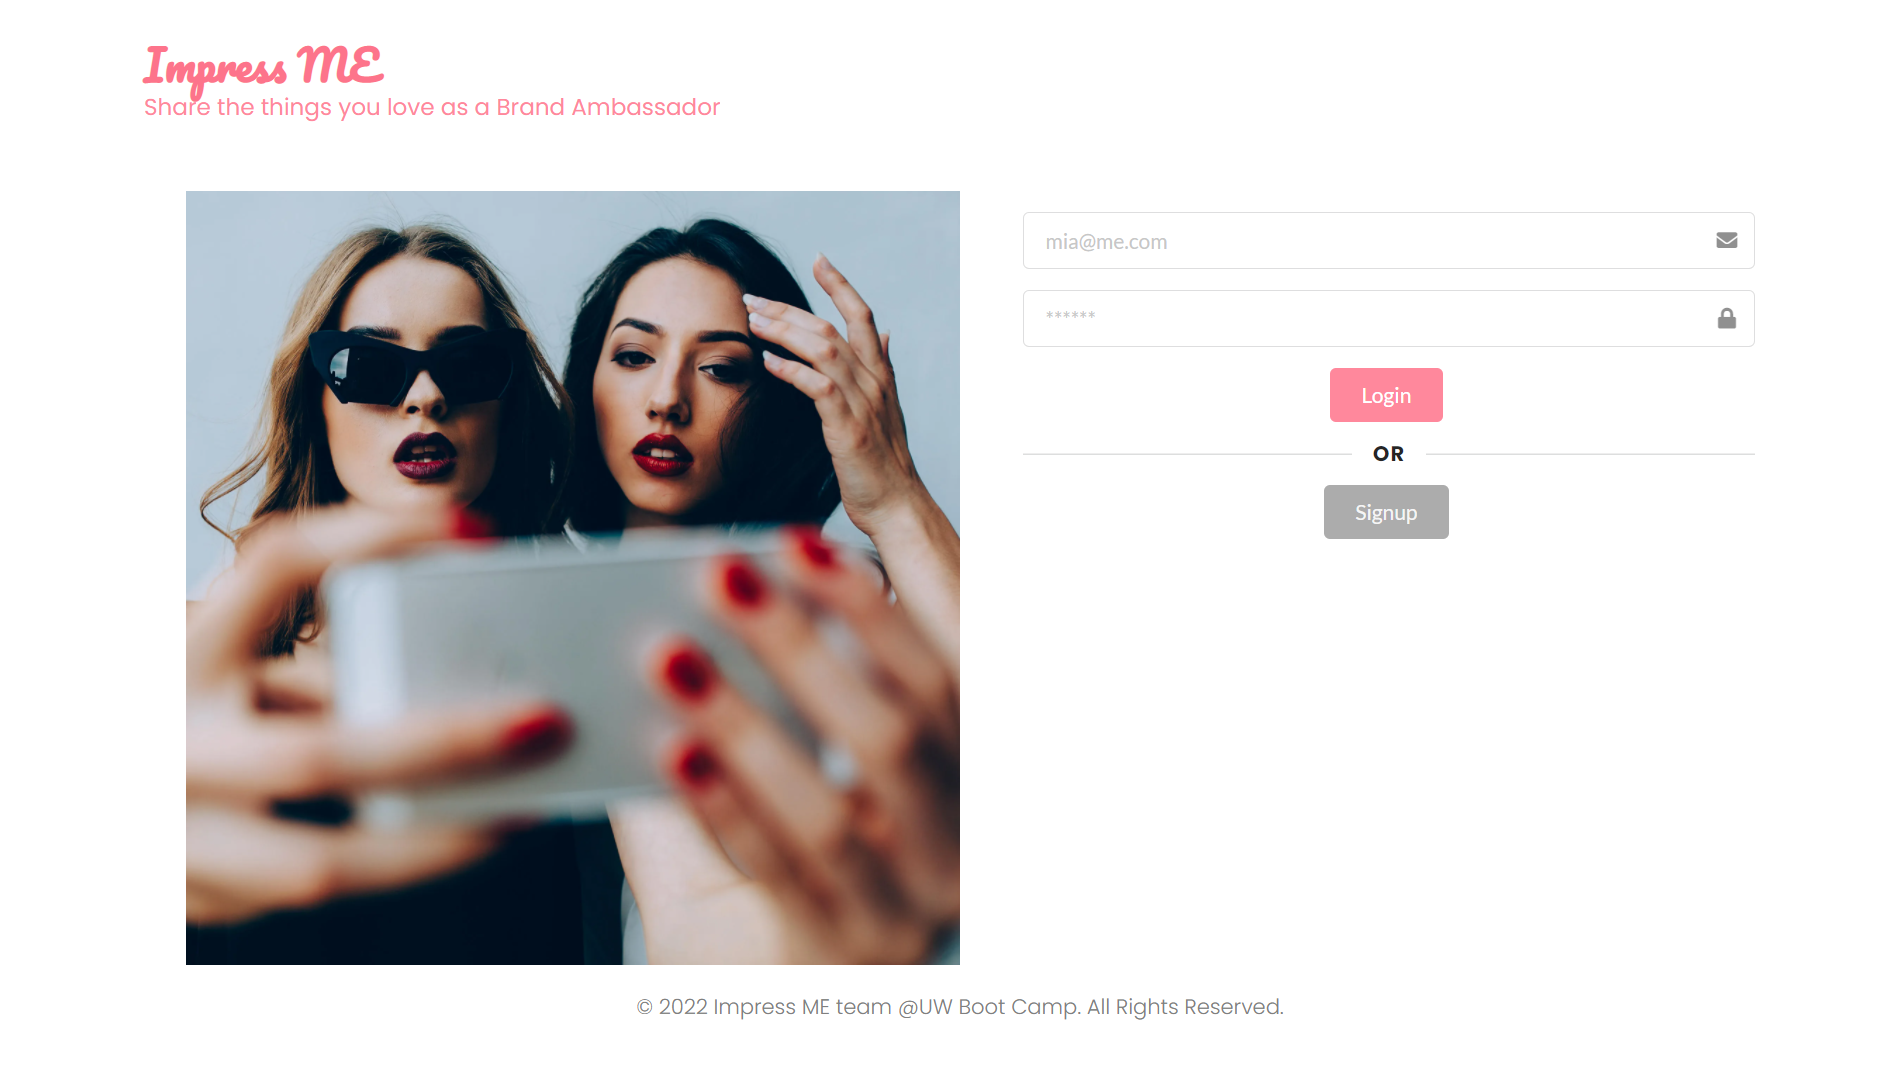 Impress ME
Share the things you love as a Brand Ambassador
mia@me.com
******
Login
OR
Signup
© 2022 Impress ME team @UW Boot Camp. All Rights Reserved.